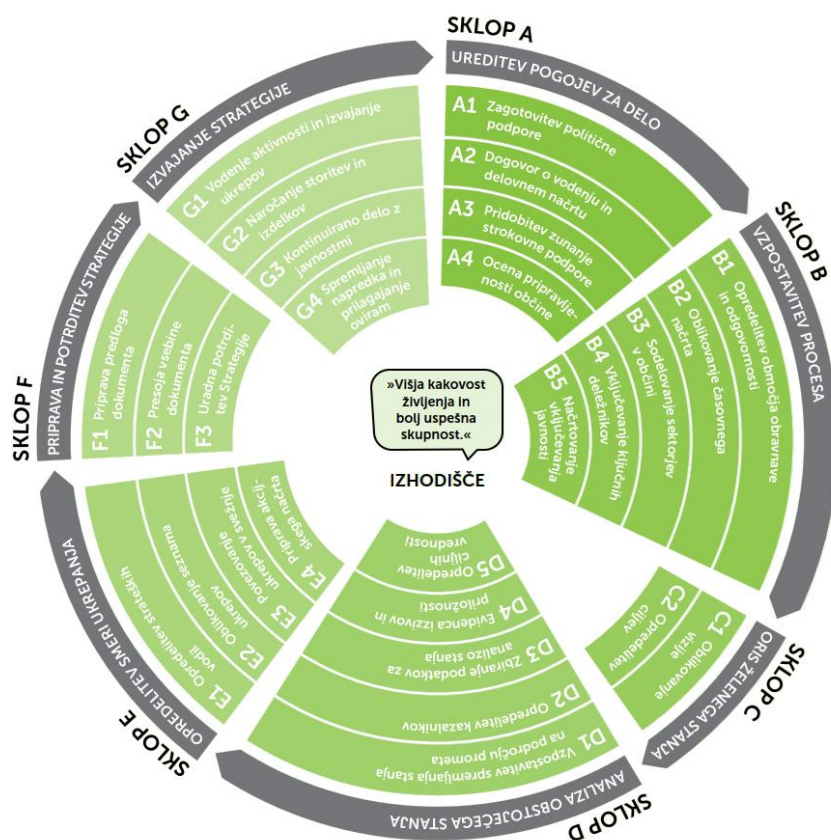 SKLOP A
UREDITEV POGOJEV ZA DELO
A1 Zagotovitev politične
podpore
A2 Dogovor o vodenju in
delovnem načrtu
A3 Pridobitev zunanje
strokovne podpore
A4 Ocena pripravlje-
nosti občine
SKLOP B
VZPOSTAVITEV PROCESA
B1 Opredelitev območja obravnave
in odgovornosti
B2 Oblikovanje časovnega
načrta
B3 Sodelovanje sektorjev
v občini
B4 Vključevanje ključnih
deležnikov
B5 Načrtovanje
vključevanja
javnosti
SKLOP C
ORIS ŽELENEGA STANJA
C1 Oblikovanje
vizije
C2 Opredelitev
ciljev
SKLOP D
ANALIZA OBSTOJEČEGA STANJA
D1 Vzpostavitev spremljanja stanja
na področju prometa
D2 Opredelitev kazalnikov
D3 Zbiranje podatkov za
analizo stanja
D4 Evidenca izzivov in
priložnosti
D5 Opredelitev
ciljnih
vrednosti
SKLOP E
OPREDELITEV SMERI UKREPANJA
E1 Opredelitev strateških
vodil
E2 Oblikovanje seznama
ukrepov
E3 Povezovanje
ukrepov v svežnje
E4 Priprava akcij-
skega načrta
SKLOP F
PRIPRAVA IN POTRDITEV STRATEGIJE
F1 Priprava predloga
dokumenta
F2 Presoja vsebine
dokumenta
F3 Uradna potrdi-
tev Strategije
SKLOP G
IZVAJANJE STRATEGIJE
G1 Vodenje aktivnosti in izvajanje
ukrepov
G2 Naročanje storitev in
izdelkov
G3 Kontinuirano delo z
javnostmi
G4 Spremljanje
napredka in
prilagajanje
oviram
»Višja kakovost
življenja in
bolj uspešna
skupnost.«
IZHODIŠČE